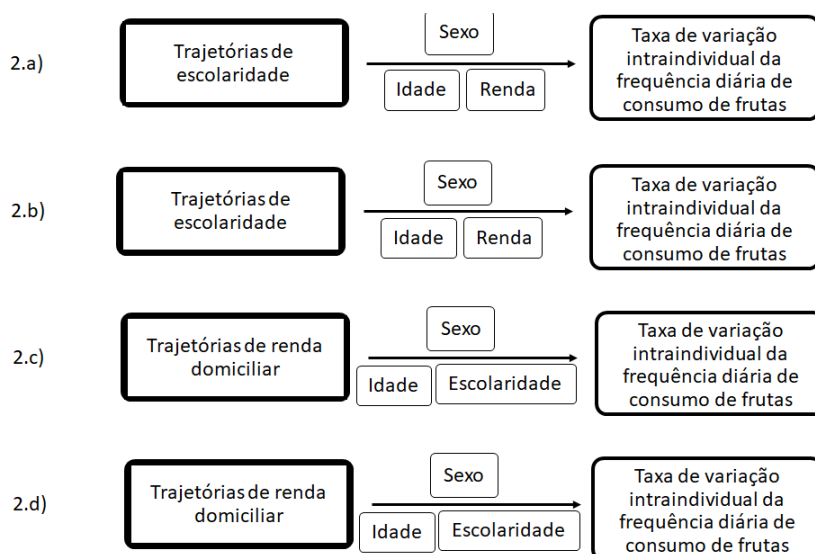 2.a)
Trajetórias de
escolaridade
Sexo
Idade
Renda
Taxa de variação
intraindividual da
frequência diária de
consumo de frutas
2.b)
Trajetórias de
escolaridade
Sexo
Idade
Renda
Taxa de variação
intraindividual da
frequência diária de
consumo de frutas
2.c)
Trajetórias de renda
domiciliar
Sexo
Idade
Escolaridade
Taxa de variação
intraindividual da
frequência diária de
consumo de frutas
2.d)
Trajetórias de renda
domiciliar
Sexo
Idade
Escolaridade
Taxa de variação
intraindividual da
frequência diária de
consumo de frutas